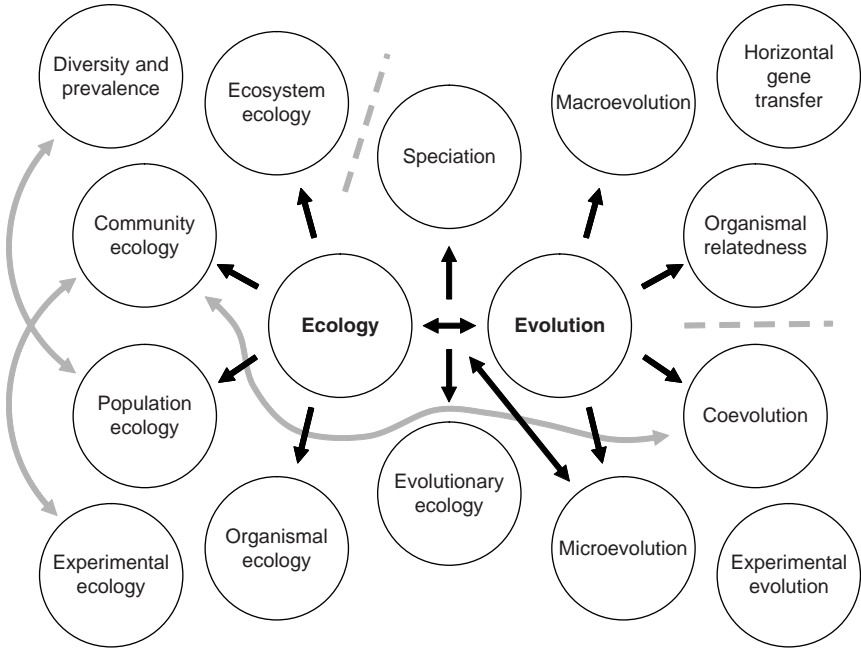 Diversity and
prevalence
Ecosystem
ecology
Speciation
Macroevolution
Horizontal
gene
transfer
Community
ecology
Organismal
relatedness
Ecology
Evolution
Population
ecology
Coevolution
Evolutionary
ecology
Organismal
ecology
Microevolution
Experimental
ecology
Experimental
evolution